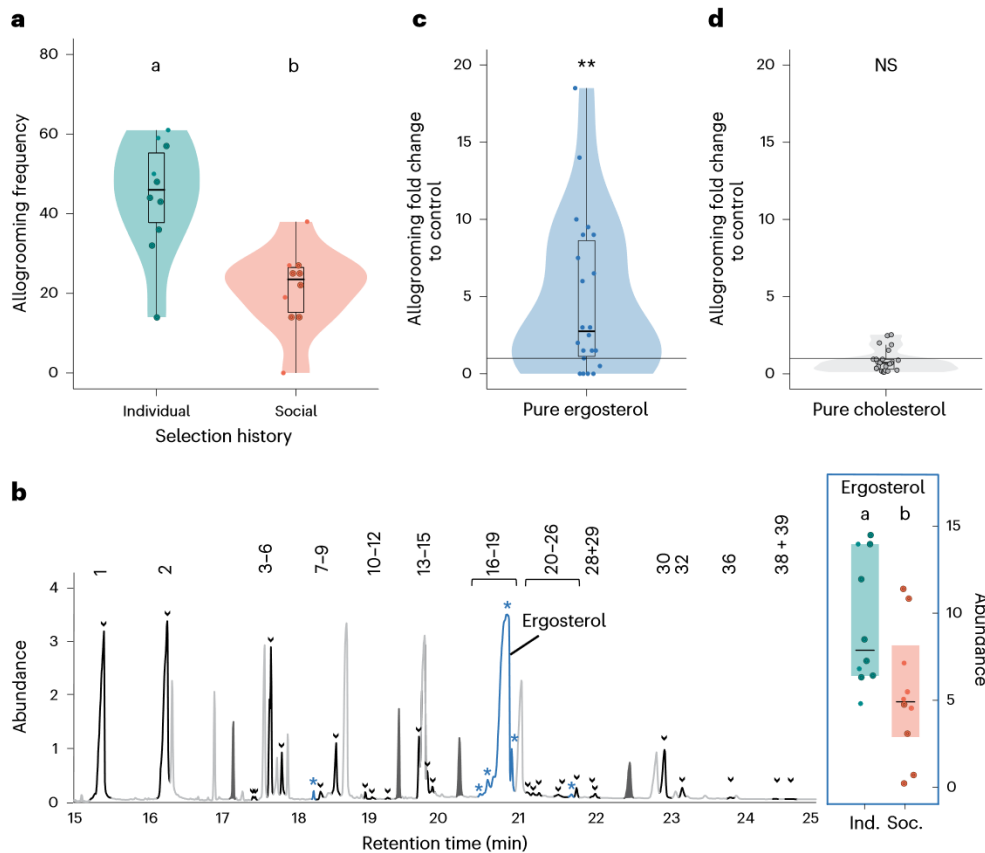 a
80
60
40
20
0
Allogrooming frequency
a
b
Individual
Social
Selection history
c
20
15
10
5
0
Allogrooming fold change
to control
**
Pure ergosterol
d
20
15
10
5
0
Allogrooming fold change
to control
NS
Pure cholesterol
b
1
2
3–6
7–9
10–12
13–15
16–19
20–26
28+29
30
32
36
38 + 39
4
3
2
1
0
Abundance
*
*
*
*
*
*
Ergosterol
15
16
17
18
19
20
21
22
23
24
25
Retention time (min)
Ergosterol
a
b
15
10
5
0
Abundance
Ind.
Soc.